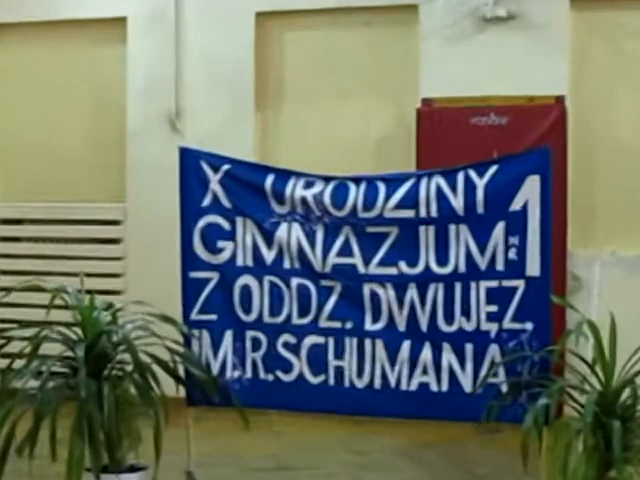 X URODZINY
GIMNAZJUM NR 1
Z ODDZ. DWUJĘZ.
IM. R. SCHUMANA